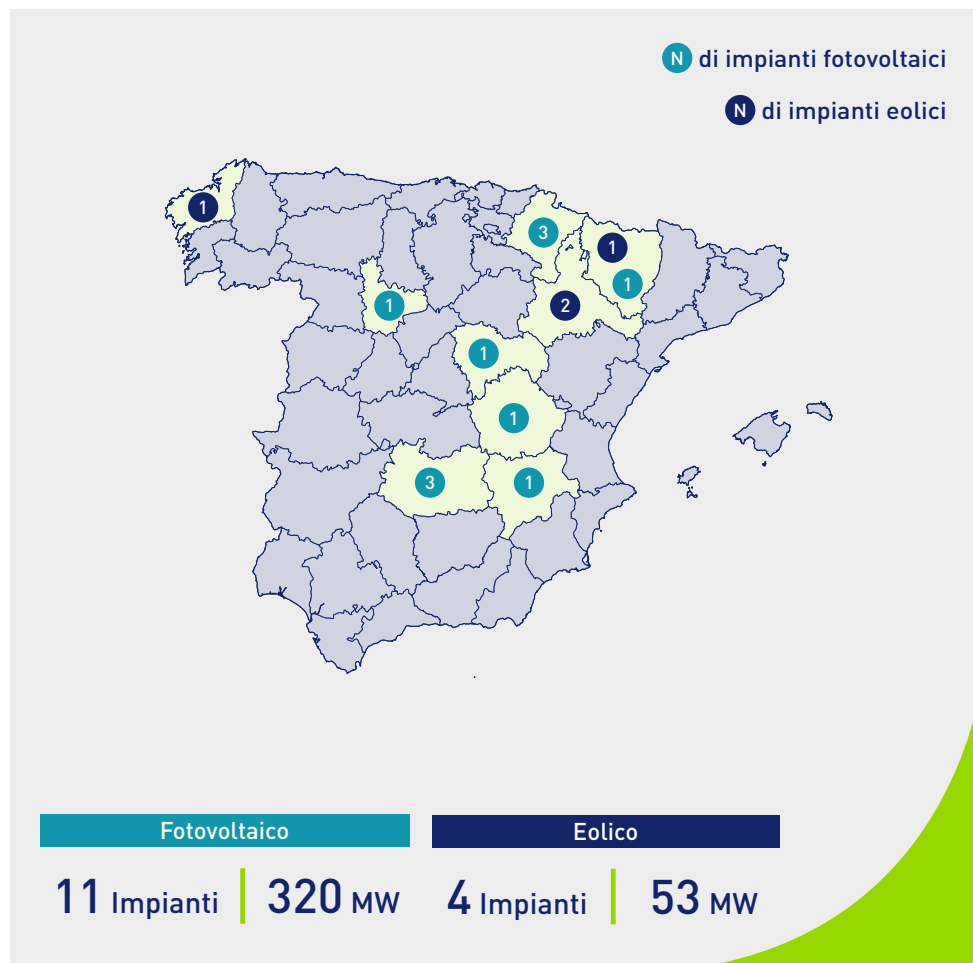 N di impianti fotovoltaici
N di impianti eolici
1
3
1
1
1
2
1
1
3
1
Fotovoltaico
Eolico
11 Impianti
320 MW
4 Impianti
53 MW